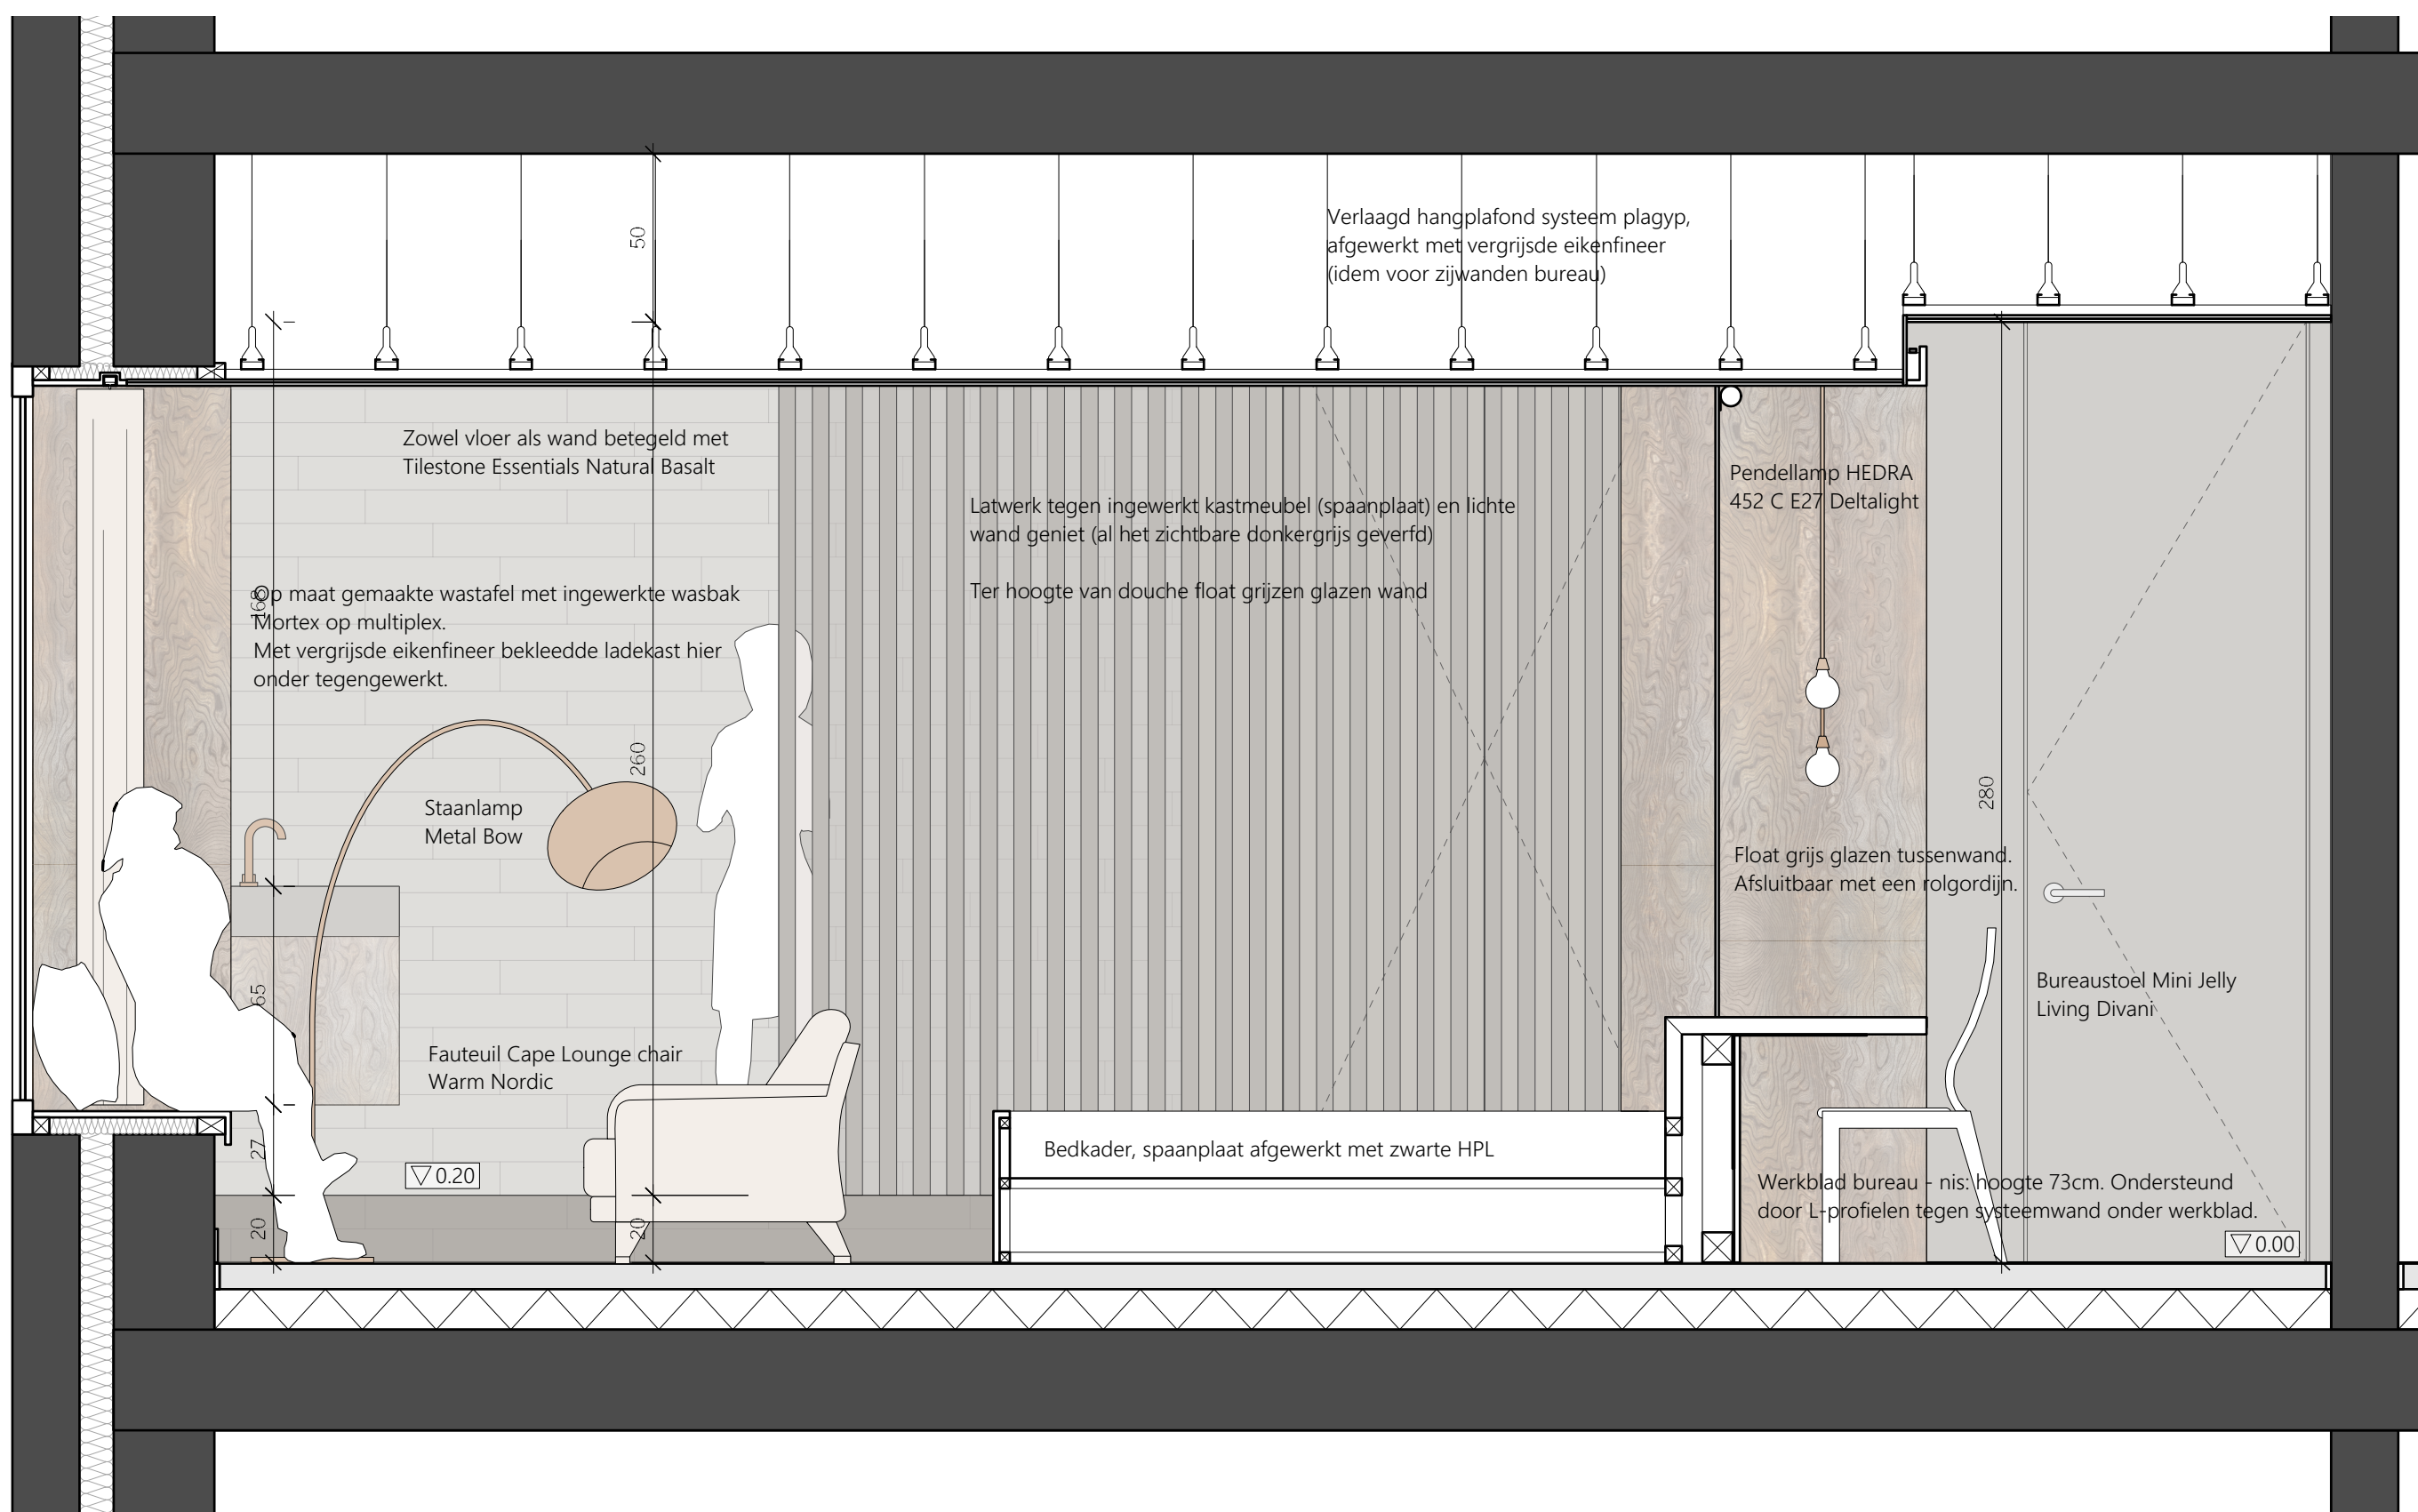 50
Verlaagd hangplafond systeem plagyp,
afgewerkt met vergrijsde eikenfineer
(idem voor zijwanden bureau)
Zowel vloer als wand betegeld met
Tilestone Essentials Natural Basalt
Pendellamp HEDRA
452 C E27 Deltalight
Latwerk tegen ingewerkt kastmeubel (spaanplaat) en lichte
wand geniet (al het zichtbare donkergrijs geverfd)
Ter hoogte van douche float grijzen glazen wand
168
Op maat gemaakte wastafel met ingewerkte wasbak
Mortex op multiplex.
Met vergrijsde eikenfineer bekleedde ladekast hier
onder tegengewerkt.
260
280
Staanlamp
Metal Bow
Float grijs glazen tussenwand.
Afsluitbaar met een rolgordijn.
65
Bureaustoel Mini Jelly
Living Divani
Fauteuil Cape Lounge chair
Warm Nordic
27
Bedkader, spaanplaat afgewerkt met zwarte HPL
0.20
Werkblad bureau - nis: hoogte 73cm. Ondersteund
door L-profielen tegen systeemwand onder werkblad.
20
20
0.00